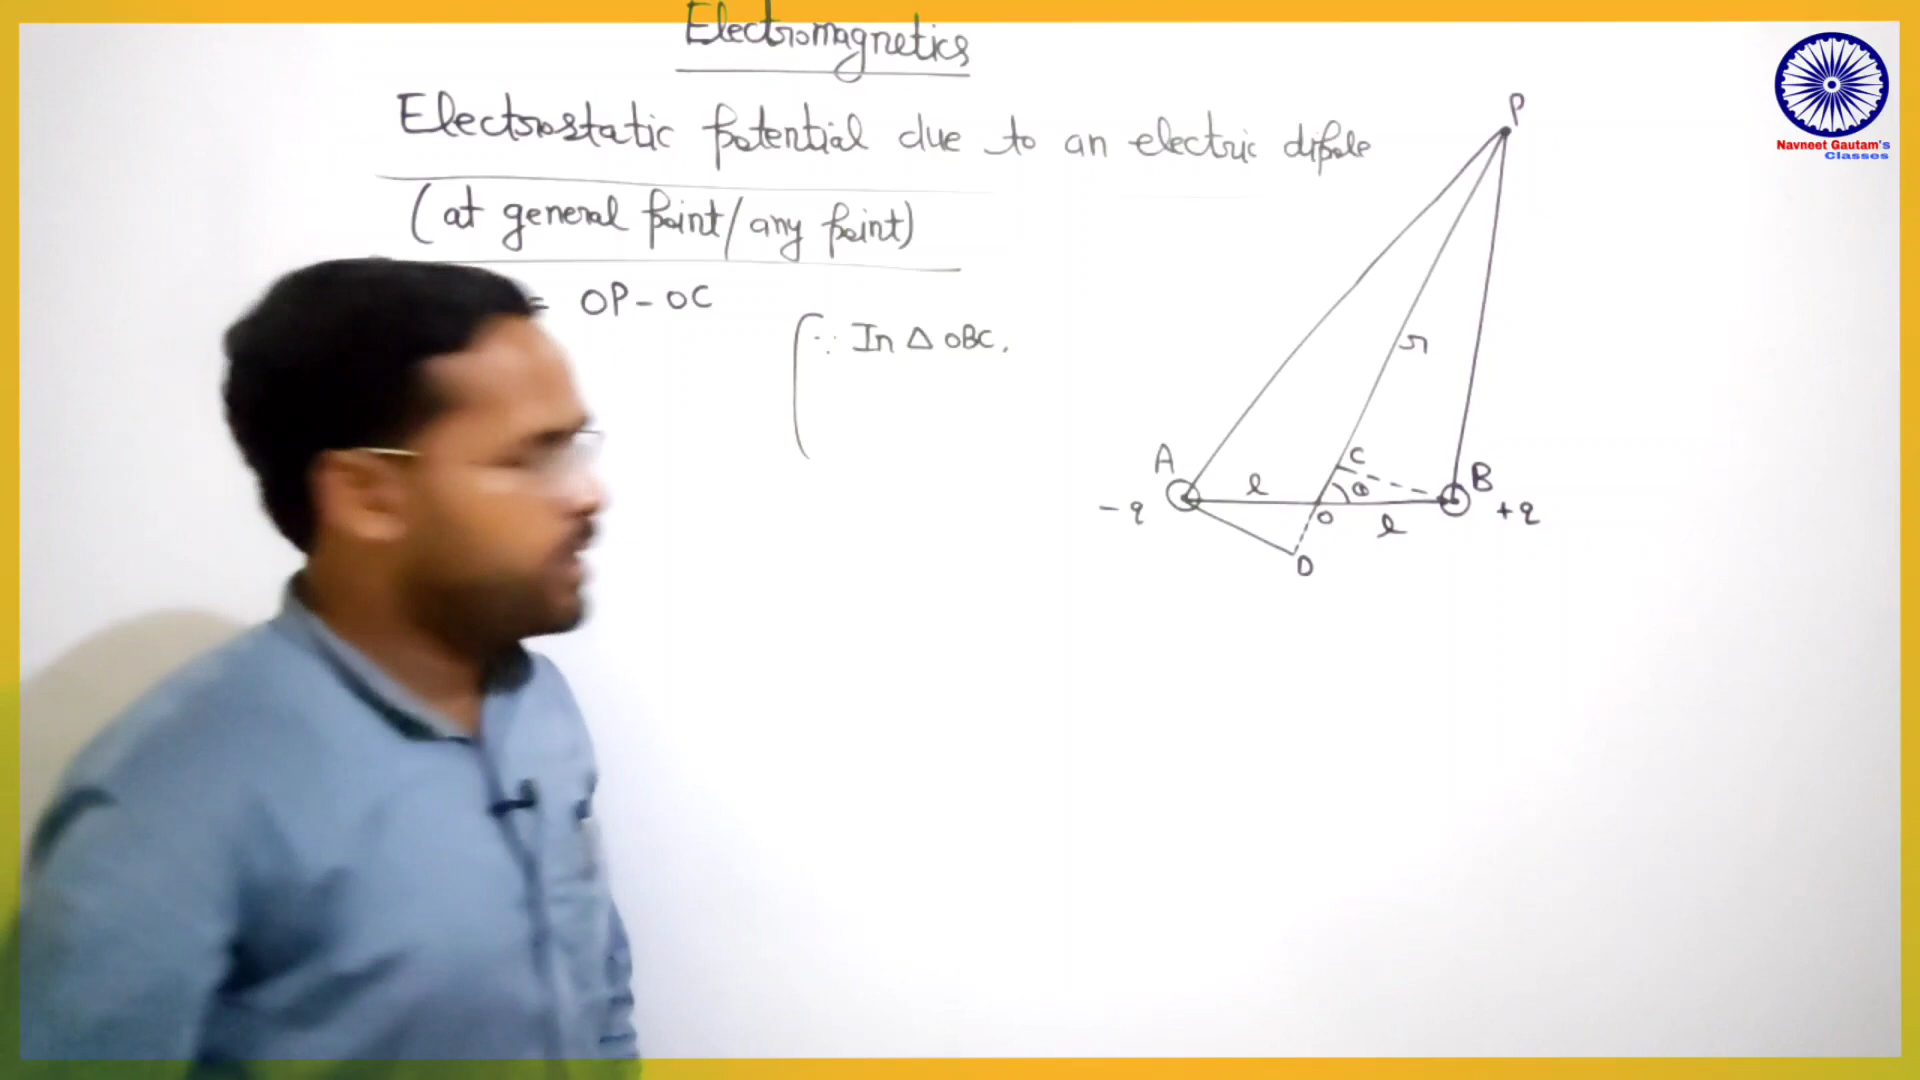 Electromagnetics
Electrostatic potential due to an electric dipole
(at general point/any point)
= OP - OC
∵ In △ OBC,
P
r
A
C
B
l
θ
-q
O
l
+q
D
Navneet Gautam's
Classes